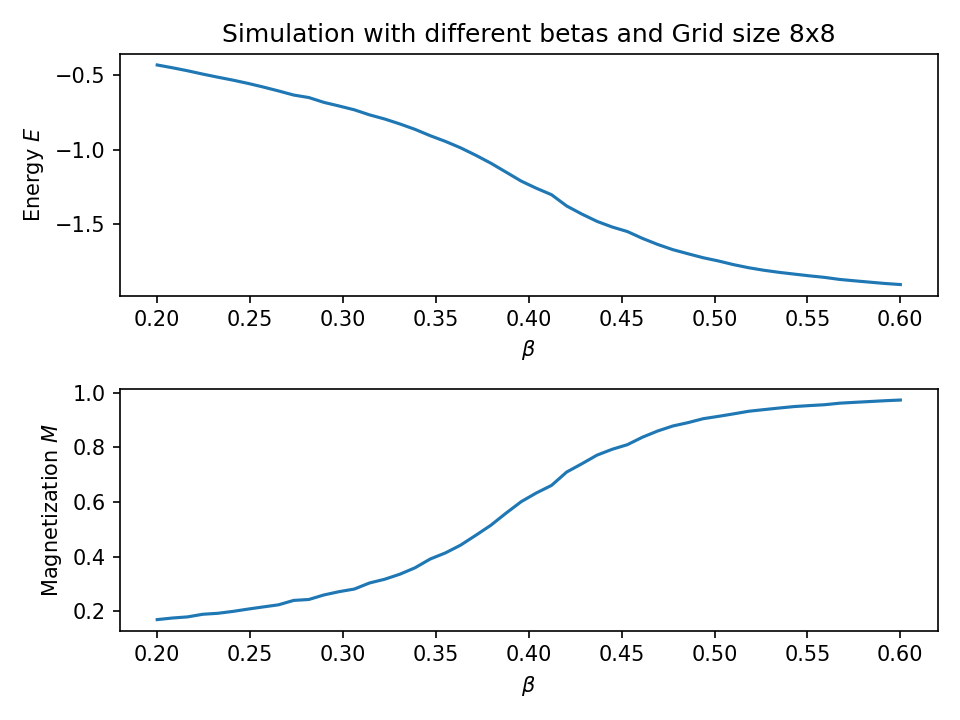 Simulation with different betas and Grid size 8x8
Energy E
−0.5
−1.0
−1.5
0.20 0.25 0.30 0.35 0.40 0.45 0.50 0.55 0.60
β
Magnetization M
1.0
0.8
0.6
0.4
0.2
0.20 0.25 0.30 0.35 0.40 0.45 0.50 0.55 0.60
β